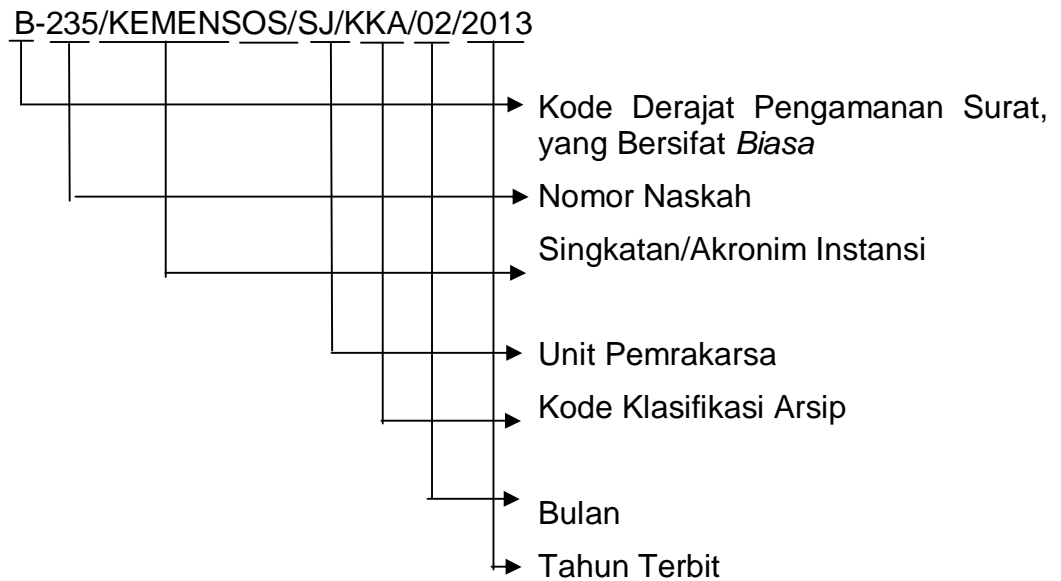 B-235/KEMENSOS/SJ/KKA/02/2013
Kode Derajat Pengamanan Surat,
yang Bersifat Biasa
Nomor Naskah
Singkatan/Akronim Instansi
Unit Pemrakarsa
Kode Klasifikasi Arsip
Bulan
Tahun Terbit